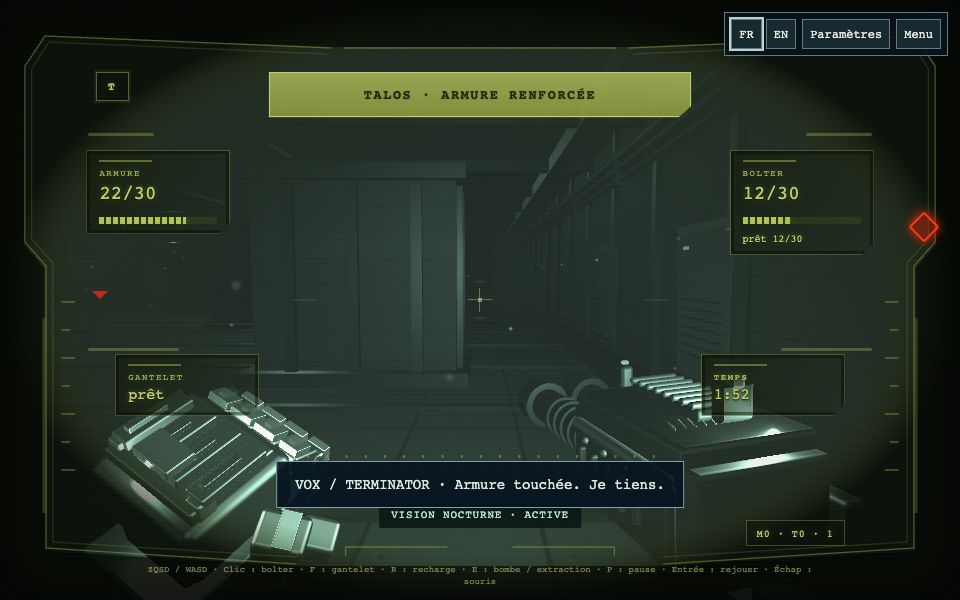 FR EN Paramètres Menu
T
TALOS · ARMURE RENFORCÉE
ARMURE
22/30
BOLTER
12/30
prêt 12/30
GANTELET
prêt
TEMPS
1:52
VOX / TERMINATOR · Armure touchée. Je tiens.
VISION NOCTURNE · ACTIVE
M0 · T0 · 1
ZQSD / WASD · Clic : bolter · F : gantelet · R : recharge · E : bombe / extraction · P : pause · Entrée : rejouer · Échap :
souris